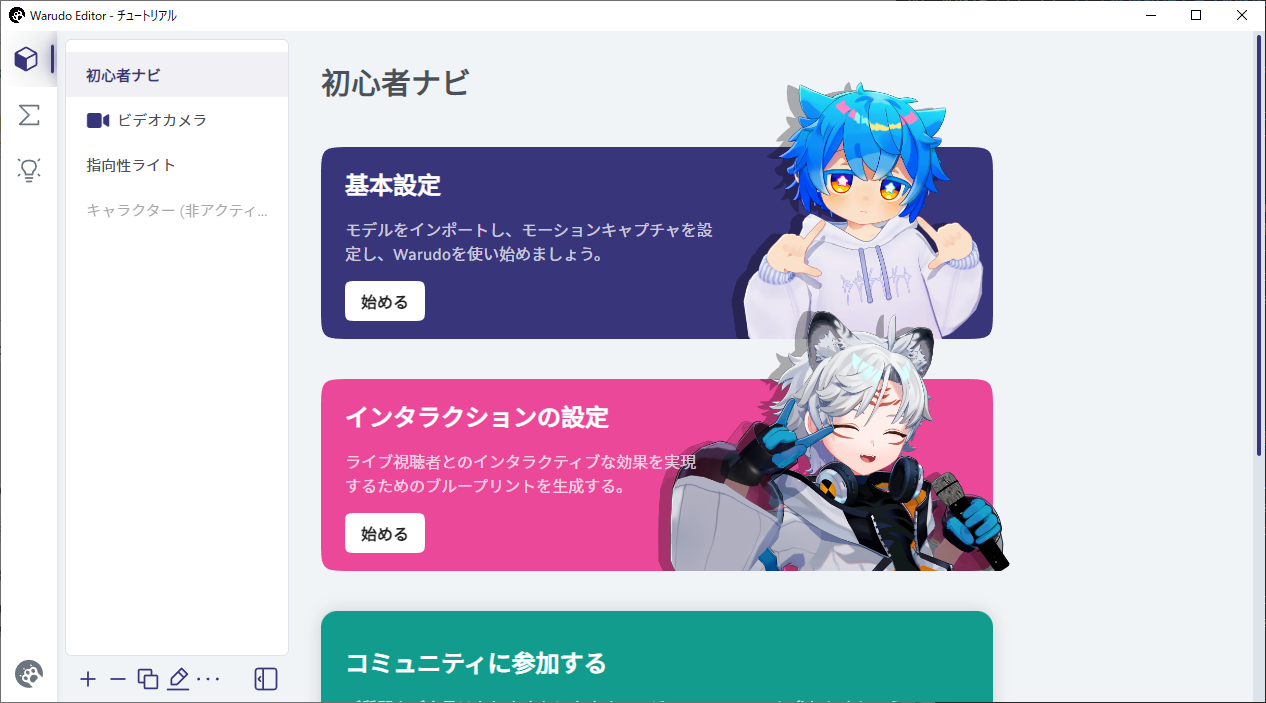 Warudo Editor - チュートリアル
初心者ナビ
ビデオカメラ
指向性ライト
キャラクター (非アクティ...
初心者ナビ
基本設定
モデルをインポートし、モーションキャプチャを設
定し、Warudoを使い始めましょう。
始める
インタラクションの設定
ライブ視聴者とのインタラクティブな効果を実現
するためのブループリントを生成する。
始める
コミュニティに参加する